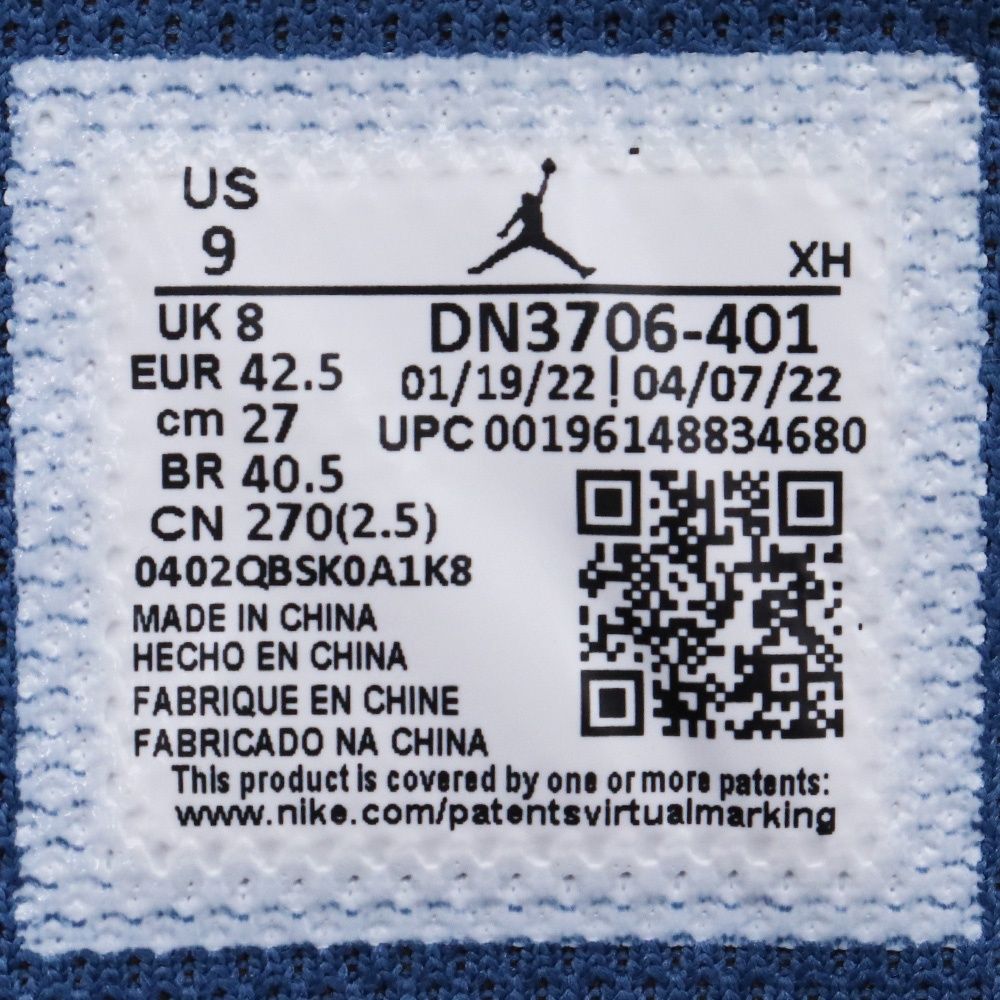 US
9
XH
UK 8
EUR 42.5
cm 27
BR 40.5
CN 270(2.5)
DN3706-401
01/19/22 | 04/07/22
UPC 00196148834680
0402QBSK0A1K8
MADE IN CHINA
HECHO EN CHINA
FABRIQUE EN CHINE
FABRICADO NA CHINA
This product is covered by one or more patents:
www.nike.com/patentsvirtualmarking